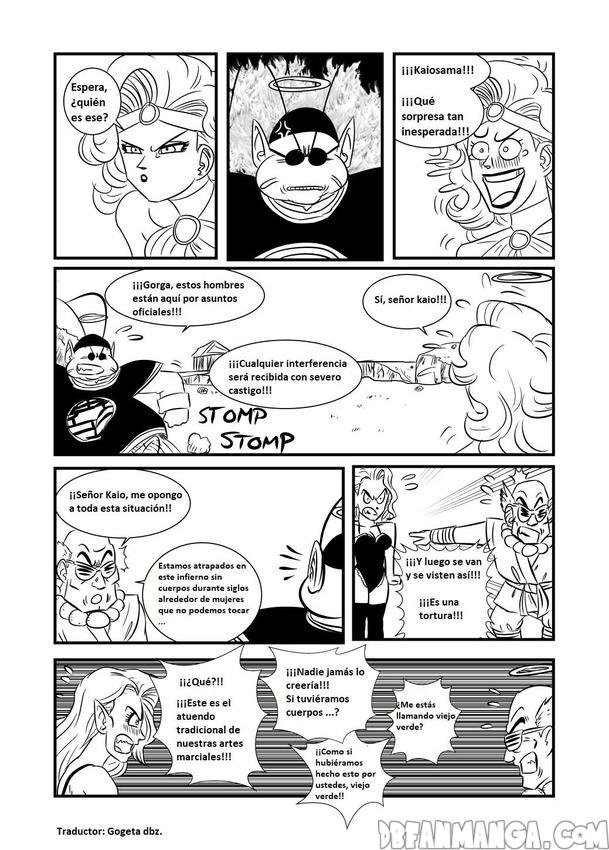 Espera,
¿quién
es ese?
¡¡¡Kaiosama!!!
¡¡¡Qué
sorpresa tan
inesperada!!!
¡¡¡Gorga, estos hombres
están aquí por asuntos
oficiales!!!
Sí, señor kaio!!!
¡¡¡Cualquier interferencia
será recibida con severo
castigo!!!
STOMP
STOMP
¡¡Señor Kaio, me opongo
a toda esta situación!!
Estamos atrapados en
este infierno sin
cuerpos durante siglos
alrededor de mujeres
que no podemos tocar
...
¡¡¡Y luego se van
y se visten así!!!
¡¡¡Es una
tortura!!!
¡¡¿Qué?!!
¡¡¡Este es el
atuendo
tradicional de
nuestras artes
marciales!!!
¡¡¡Nadie jamás lo
creería!!!
Si tuviéramos
cuerpos ...?
¡¡Como si
hubiéramos
hecho esto por
ustedes, viejo
verde!!
¿Me estás
llamando viejo
verde?
Traductor: Gogeta dbz.
DBFANMANGA.COM